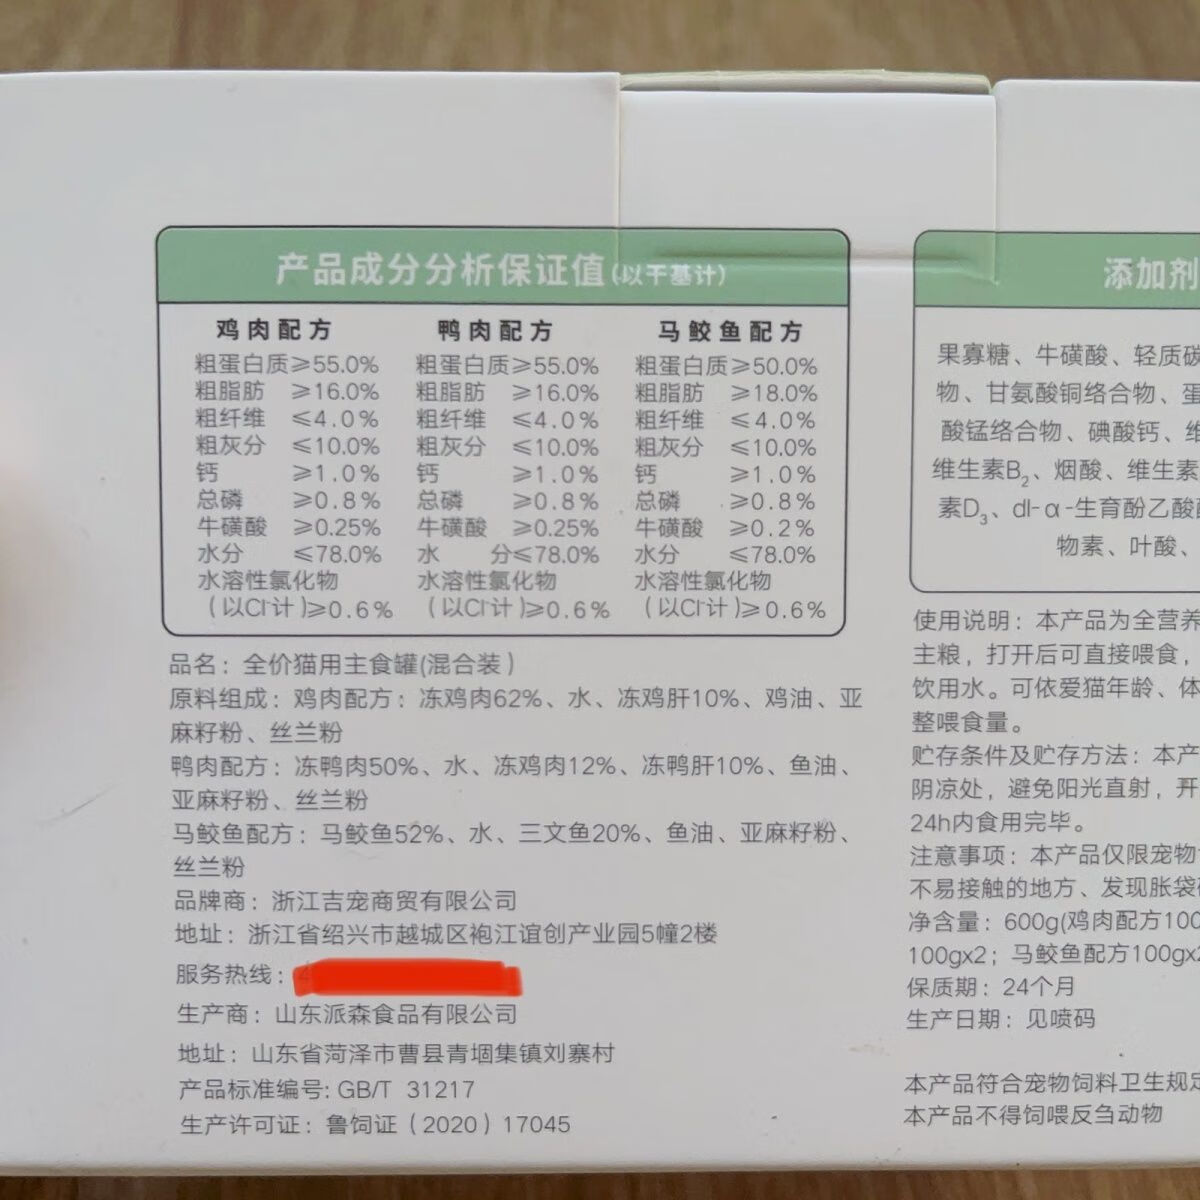 产品成分分析保证值(以干基计)
鸡肉配方
粗蛋白质≥55.0%
粗脂肪 ≥16.0%
粗纤维 ≤4.0%
粗灰分 ≤10.0%
钙 ≥1.0%
总磷 ≥0.8%
牛磺酸 ≥0.25%
水分 ≤78.0%
水溶性氯化物
(以Cl⁻计)≥0.6%
鸭肉配方
粗蛋白质≥55.0%
粗脂肪 ≥16.0%
粗纤维 ≤4.0%
粗灰分 ≤10.0%
钙 ≥1.0%
总磷 ≥0.8%
牛磺酸 ≥0.25%
水 分≤78.0%
水溶性氯化物
(以Cl⁻计)≥0.6%
马鲛鱼配方
粗蛋白质≥50.0%
粗脂肪 ≥18.0%
粗纤维 ≤4.0%
粗灰分 ≤10.0%
钙 ≥1.0%
总磷 ≥0.8%
牛磺酸 ≥0.2%
水分 ≤78.0%
水溶性氯化物
(以Cl⁻计)≥0.6%
品名：全价猫用主食罐(混合装)
原料组成：鸡肉配方：冻鸡肉62%、水、冻鸡肝10%、鸡油、亚
麻籽粉、丝兰粉
鸭肉配方：冻鸭肉50%、水、冻鸡肉12%、冻鸭肝10%、鱼油、
亚麻籽粉、丝兰粉
马鲛鱼配方：马鲛鱼52%、水、三文鱼20%、鱼油、亚麻籽粉、
丝兰粉
品牌商：浙江吉宠商贸有限公司
地址：浙江省绍兴市越城区袍江谊创产业园5幢2楼
服务热线：
生产商：山东派森食品有限公司
地址：山东省菏泽市曹县青堌集镇刘寨村
产品标准编号: GB/T 31217
生产许可证：鲁饲证（2020）17045
添加剂
果寡糖、牛磺酸、轻质碳
物、甘氨酸铜络合物、蛋
酸锰络合物、碘酸钙、维
维生素B₂、烟酸、维生素
素D₃、dl-α-生育酚乙酸酯
物素、叶酸、
使用说明：本产品为全营养
主粮，打开后可直接喂食，
饮用水。可依爱猫年龄、体
整喂食量。
贮存条件及贮存方法：本产
阴凉处，避免阳光直射，开
24h内食用完毕。
注意事项：本产品仅限宠物
不易接触的地方、发现胀袋
净含量：600g(鸡肉配方100
100gx2；马鲛鱼配方100gx2
保质期：24个月
生产日期：见喷码
本产品符合宠物饲料卫生规定
本产品不得饲喂反刍动物